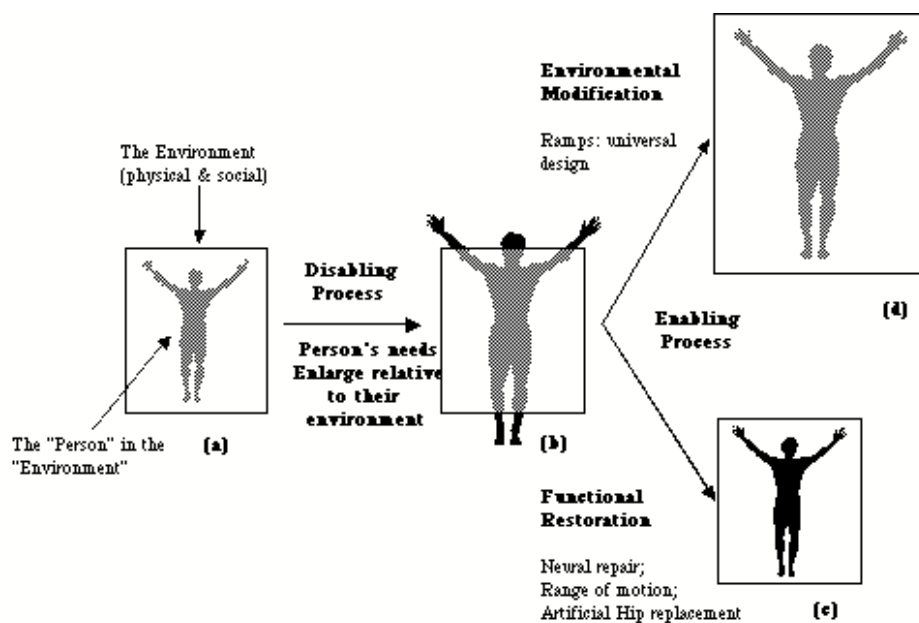 Environmental
Modification
Ramps: universal
design
The Environment
(physical & social)
Disabling
Process
Person's needs
Enlarge relative
to their
environment
(d)
Enabling
Process
The "Person" in the
"Environment"
(a)
(b)
Functional
Restoration
Neural repair;
Range of motion;
Artificial Hip replacement
(c)